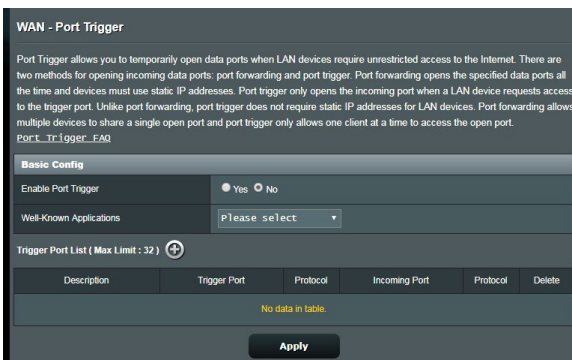 WAN - Port Trigger
Port Trigger allows you to temporarily open data ports when LAN devices require unrestricted access to the Internet. There are
two methods for opening incoming data ports: port forwarding and port trigger. Port forwarding opens the specified data ports all
the time and devices must use static IP addresses. Port trigger only opens the incoming port when a LAN device requests access
to the trigger port. Unlike port forwarding, port trigger does not require static IP addresses for LAN devices. Port forwarding allows
multiple devices to share a single open port and port trigger only allows one client at a time to access the open port.
Port Trigger FAQ
Basic Config
Enable Port Trigger Yes No
Well-Known Applications Please select
Trigger Port List ( Max Limit : 32 )
Description Trigger Port Protocol Incoming Port Protocol Delete
No data in table.
Apply